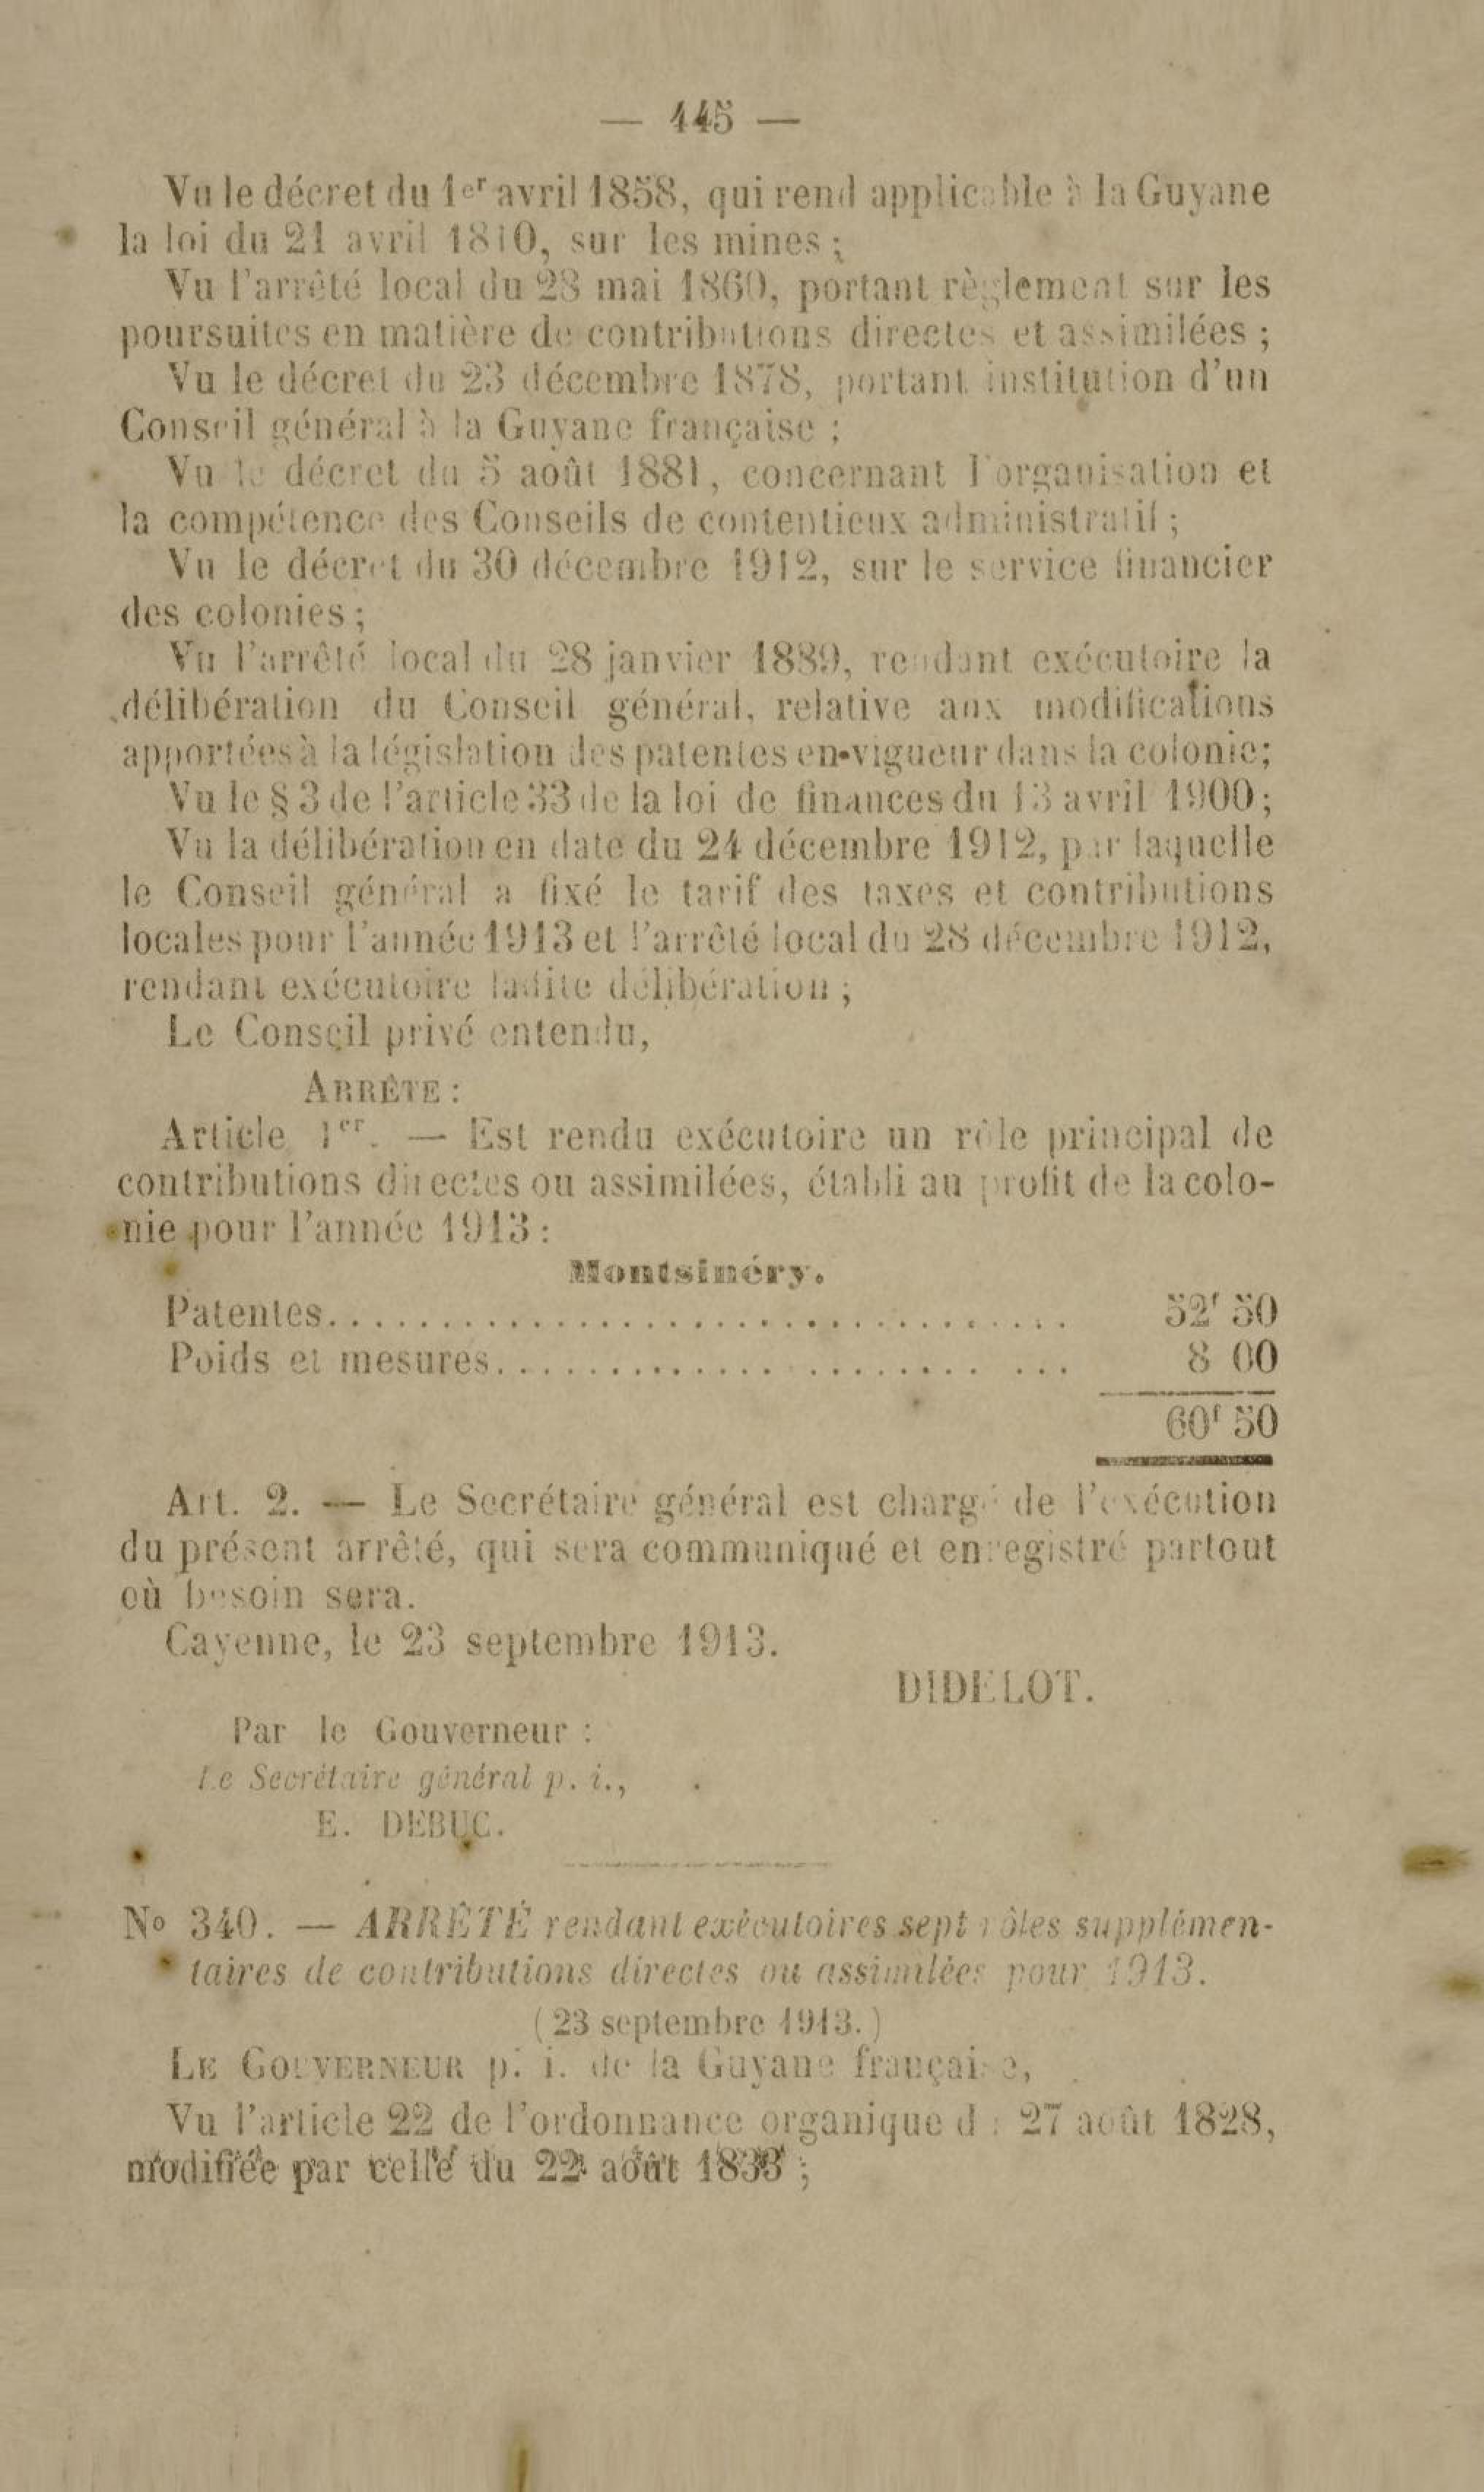 — 445 —
Vu le décret du 1er avril 1858, qui rend applicable à la Guyane
la loi du 21 avril 1810, sur les mines ;
Vu l'arrêté local du 28 mai 1860, portant règlement sur les
poursuites en matière de contributions directes et assimilées ;
Vu le décret du 23 décembre 1878, portant institution d'un
Conseil général à la Guyane française ;
Vu le décret du 5 août 1881, concernant l'organisation et
la compétence des Conseils de contentieux administratif ;
Vu le décret du 30 décembre 1912, sur le service financier
des colonies ;
Vu l'arrêté local du 28 janvier 1889, rendant exécutoire la
délibération du Conseil général, relative aux modifications
apportées à la législation des patentes en vigueur dans la colonie;
Vu le § 3 de l'article 33 de la loi de finances du 13 avril 1900;
Vu la délibération en date du 24 décembre 1912, par laquelle
le Conseil général a fixé le tarif des taxes et contributions
locales pour l'année 1913 et l'arrêté local du 28 décembre 1912,
rendant exécutoire ladite délibération ;
Le Conseil privé entendu,
ARRÊTE :
Article 1er. — Est rendu exécutoire un rôle principal de
contributions directes ou assimilées, établi au profit de la colo-
nie pour l'année 1913 :
Montsinéry.
Patentes.................................. 52f 50
Poids et mesures.......................... 8 00
60f 50
Art. 2. — Le Secrétaire général est chargé de l'exécution
du présent arrêté, qui sera communiqué et enregistré partout
où besoin sera.
Cayenne, le 23 septembre 1913.
DIDELOT.
Par le Gouverneur :
Le Secrétaire général p. i.,
E. DEBUC.
No 340. — ARRÊTÉ rendant exécutoires sept rôles supplémen-
taires de contributions directes ou assimilées pour 1913.
(23 septembre 1913.)
LE GOUVERNEUR p. i. de la Guyane française,
Vu l'article 22 de l'ordonnance organique du 27 août 1828,
modifiée par celle du 22 août 1833 ;